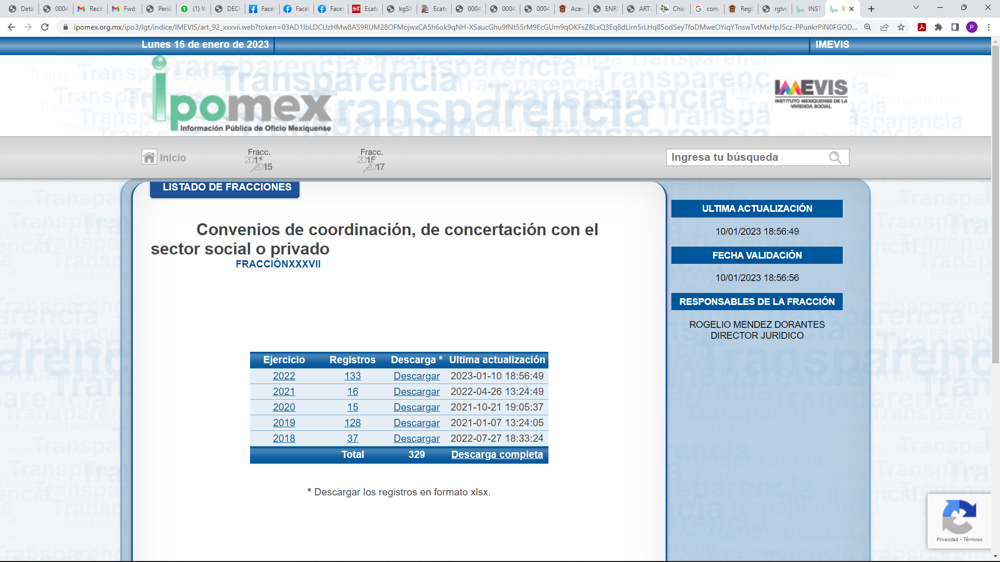 Deta
0004
Recib
Fwd:
Perió
(1) W
DECR
Facel
Facel
Facel
Ecate
kgSX
Ecate
0004
0004
0004
Acer
ENRI
ARTU
Chic
conv
Regla
rglvi
INST
ipomex.org.mx/ipo3/lgt/indice/IMEVIS/art_92_xxxvii.web?token=03AD1IbLDCUzHMw8AS9RUM28OFMojwxCA5h6ok9qNH-XSaucGhu9fNt55rM9EcGUm9qOKFsZBLxQ3Eq8dLirn5rLHq85odSeyTfoDMweOYiqYTnswTvtMxHpJ5cz-PPunkrPiN0FGOD...
P
Lunes 16 de enero de 2023
IMEVIS
ipomex
Información Pública de Oficio Mexiquense
Transparencia
IMEVIS
INSTITUTO MEXIQUENSE DE LA
VIVIENDA SOCIAL
Inicio
Fracc.
2011/
/2015
Fracc.
2015/
/2017
Ingresa tu búsqueda
LISTADO DE FRACCIONES
Convenios de coordinación, de concertación con el
sector social o privado
FRACCIÓNXXXVII
Ejercicio Registros Descarga * Ultima actualización
2022 133 Descargar 2023-01-10 18:56:49
2021 16 Descargar 2022-04-26 13:24:49
2020 15 Descargar 2021-10-21 19:05:37
2019 128 Descargar 2021-01-07 13:24:05
2018 37 Descargar 2022-07-27 18:33:24
Total 329 Descarga completa
* Descargar los registros en formato xlsx.
ULTIMA ACTUALIZACIÓN
10/01/2023 18:56:49
FECHA VALIDACIÓN
10/01/2023 18:56:56
RESPONSABLES DE LA FRACCIÓN
ROGELIO MENDEZ DORANTES
DIRECTOR JURIDICO
Privacidad - Términos